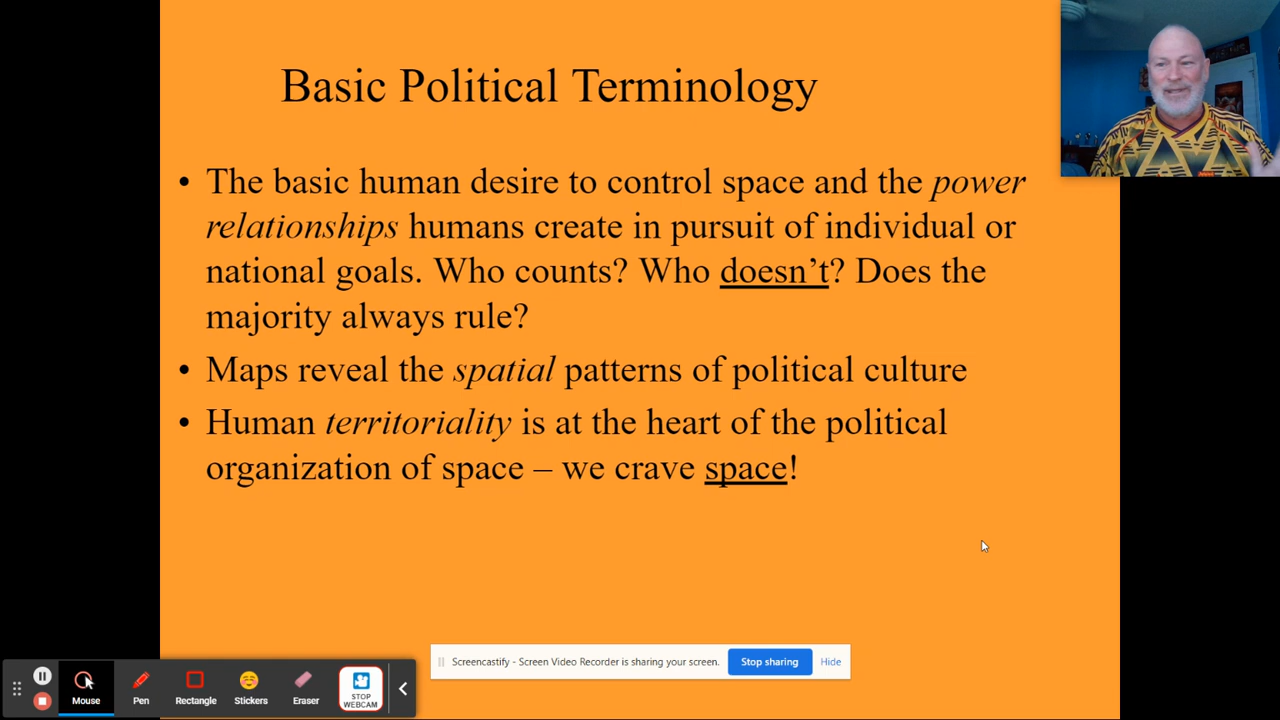 Basic Political Terminology
• The basic human desire to control space and the power
relationships humans create in pursuit of individual or
national goals. Who counts? Who doesn’t? Does the
majority always rule?
• Maps reveal the spatial patterns of political culture
• Human territoriality is at the heart of the political
organization of space – we crave space!
Screencastify - Screen Video Recorder is sharing your screen.
Stop sharing
Hide
Mouse
Pen
Rectangle
Stickers
Eraser
STOP
WEBCAM